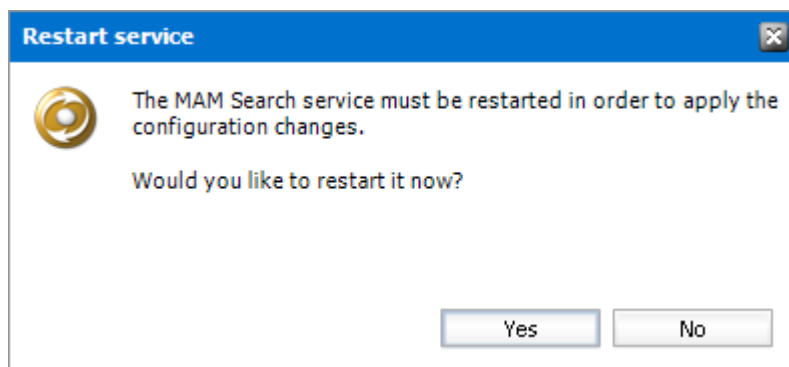 Restart service
The MAM Search service must be restarted in order to apply the
configuration changes.
Would you like to restart it now?
Yes
No